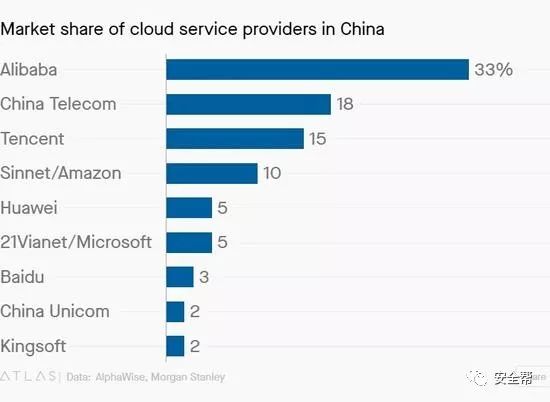 Market share of cloud service providers in China
Alibaba 33%
China Telecom 18
Tencent 15
Sinnet/Amazon 10
Huawei 5
21Vianet/Microsoft 5
Baidu 3
China Unicom 2
Kingsoft 2
ATLAS | Data: AlphaWise, Morgan Stanley
安全帮